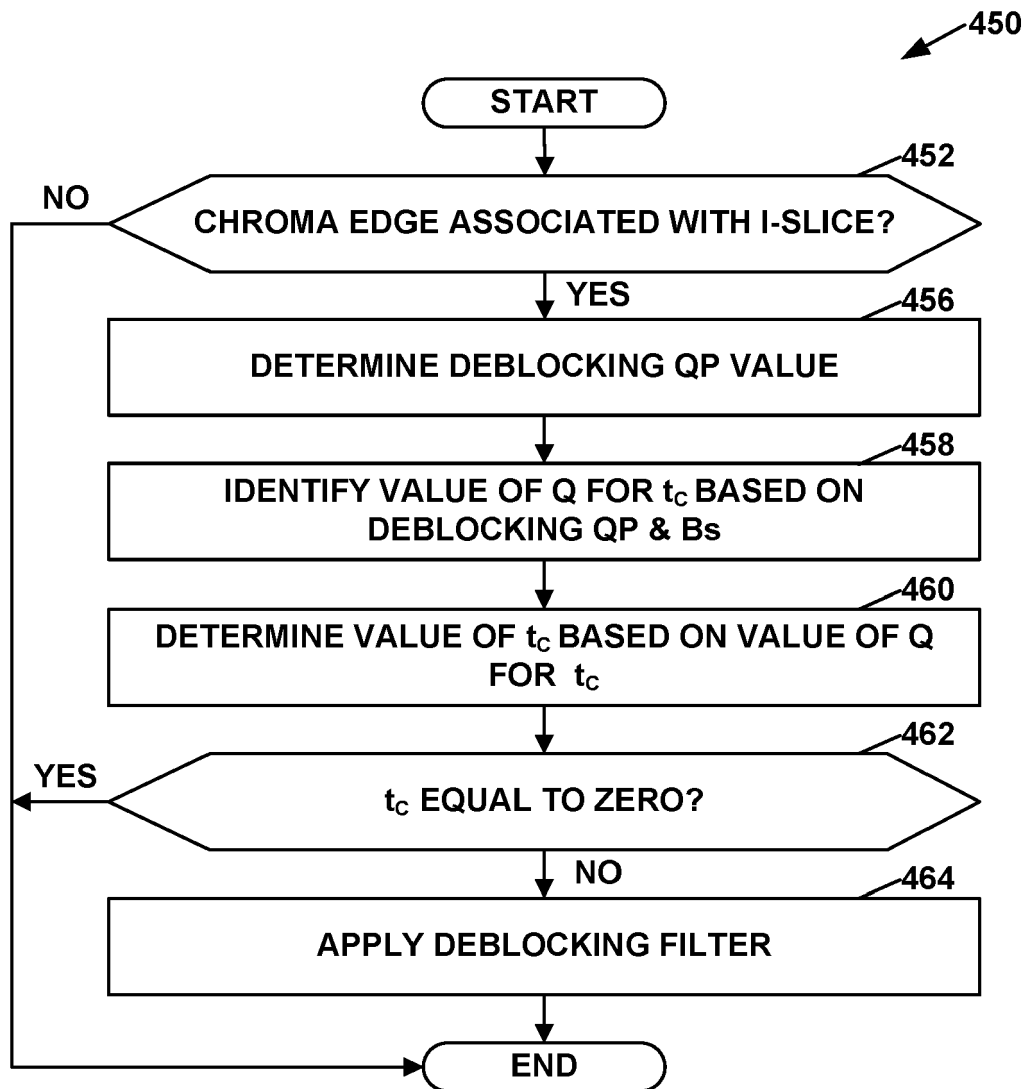 450
START
452
NO
CHROMA EDGE ASSOCIATED WITH I-SLICE?
YES
456
DETERMINE DEBLOCKING QP VALUE
458
IDENTIFY VALUE OF Q FOR tC BASED ON
DEBLOCKING QP & Bs
460
DETERMINE VALUE OF tC BASED ON VALUE OF Q
FOR tC
462
YES
tC EQUAL TO ZERO?
NO
464
APPLY DEBLOCKING FILTER
END